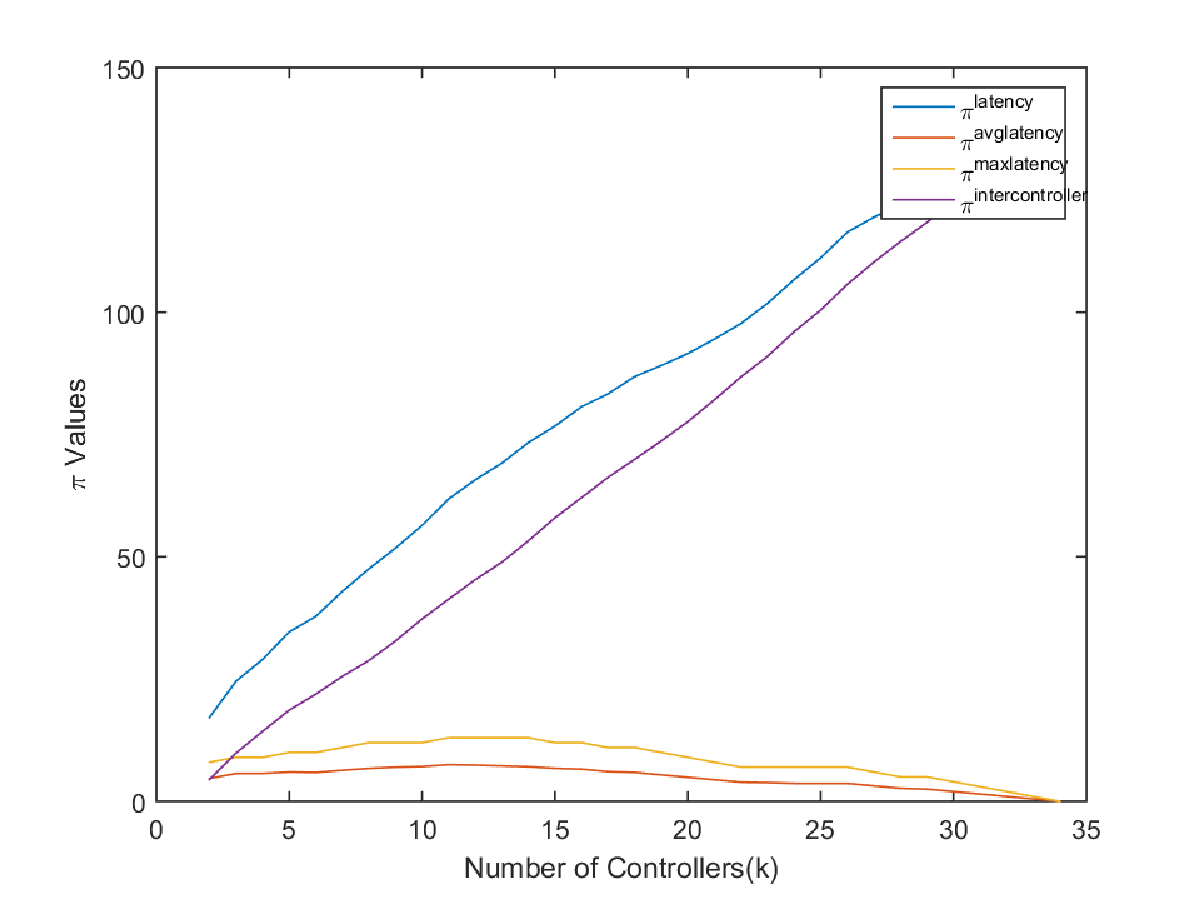 150
100
50
0
π Values
0 5 10 15 20 25 30 35
Number of Controllers(k)
π^latency
π^avglatency
π^maxlatency
π^intercontroller